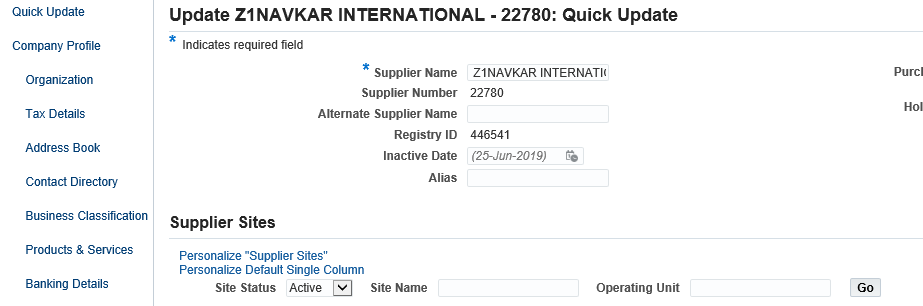 Quick Update
Company Profile
Organization
Tax Details
Address Book
Contact Directory
Business Classification
Products & Services
Banking Details
Update Z1NAVKAR INTERNATIONAL - 22780: Quick Update
* Indicates required field
* Supplier Name Z1NAVKAR INTERNATI
Supplier Number 22780
Alternate Supplier Name
Registry ID 446541
Inactive Date (25-Jun-2019)
Alias
Purch
Hol
Supplier Sites
Personalize "Supplier Sites"
Personalize Default Single Column
Site Status Active Site Name Operating Unit Go